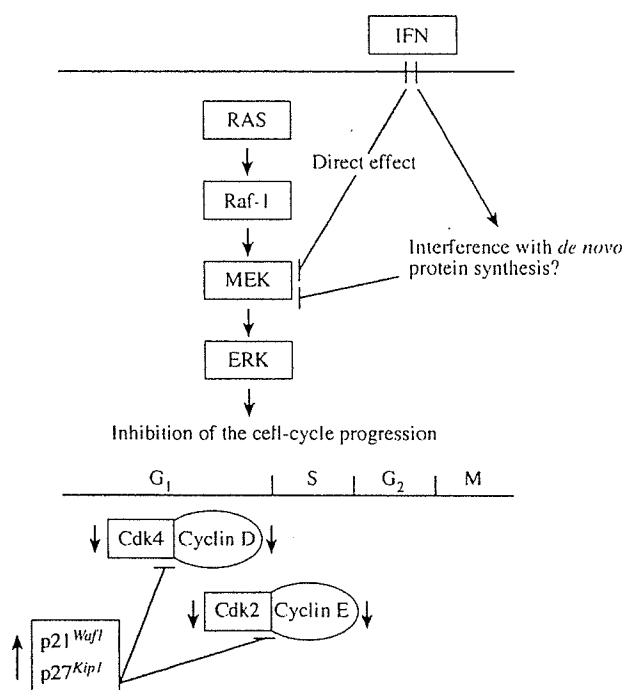 IFN
RAS
Direct effect
Raf-1
Interference with de novo
protein synthesis?
MEK
ERK
Inhibition of the cell-cycle progression
G1 S G2 M
Cdk4 Cyclin D
Cdk2 Cyclin E
p21Waf1
p27Kip1